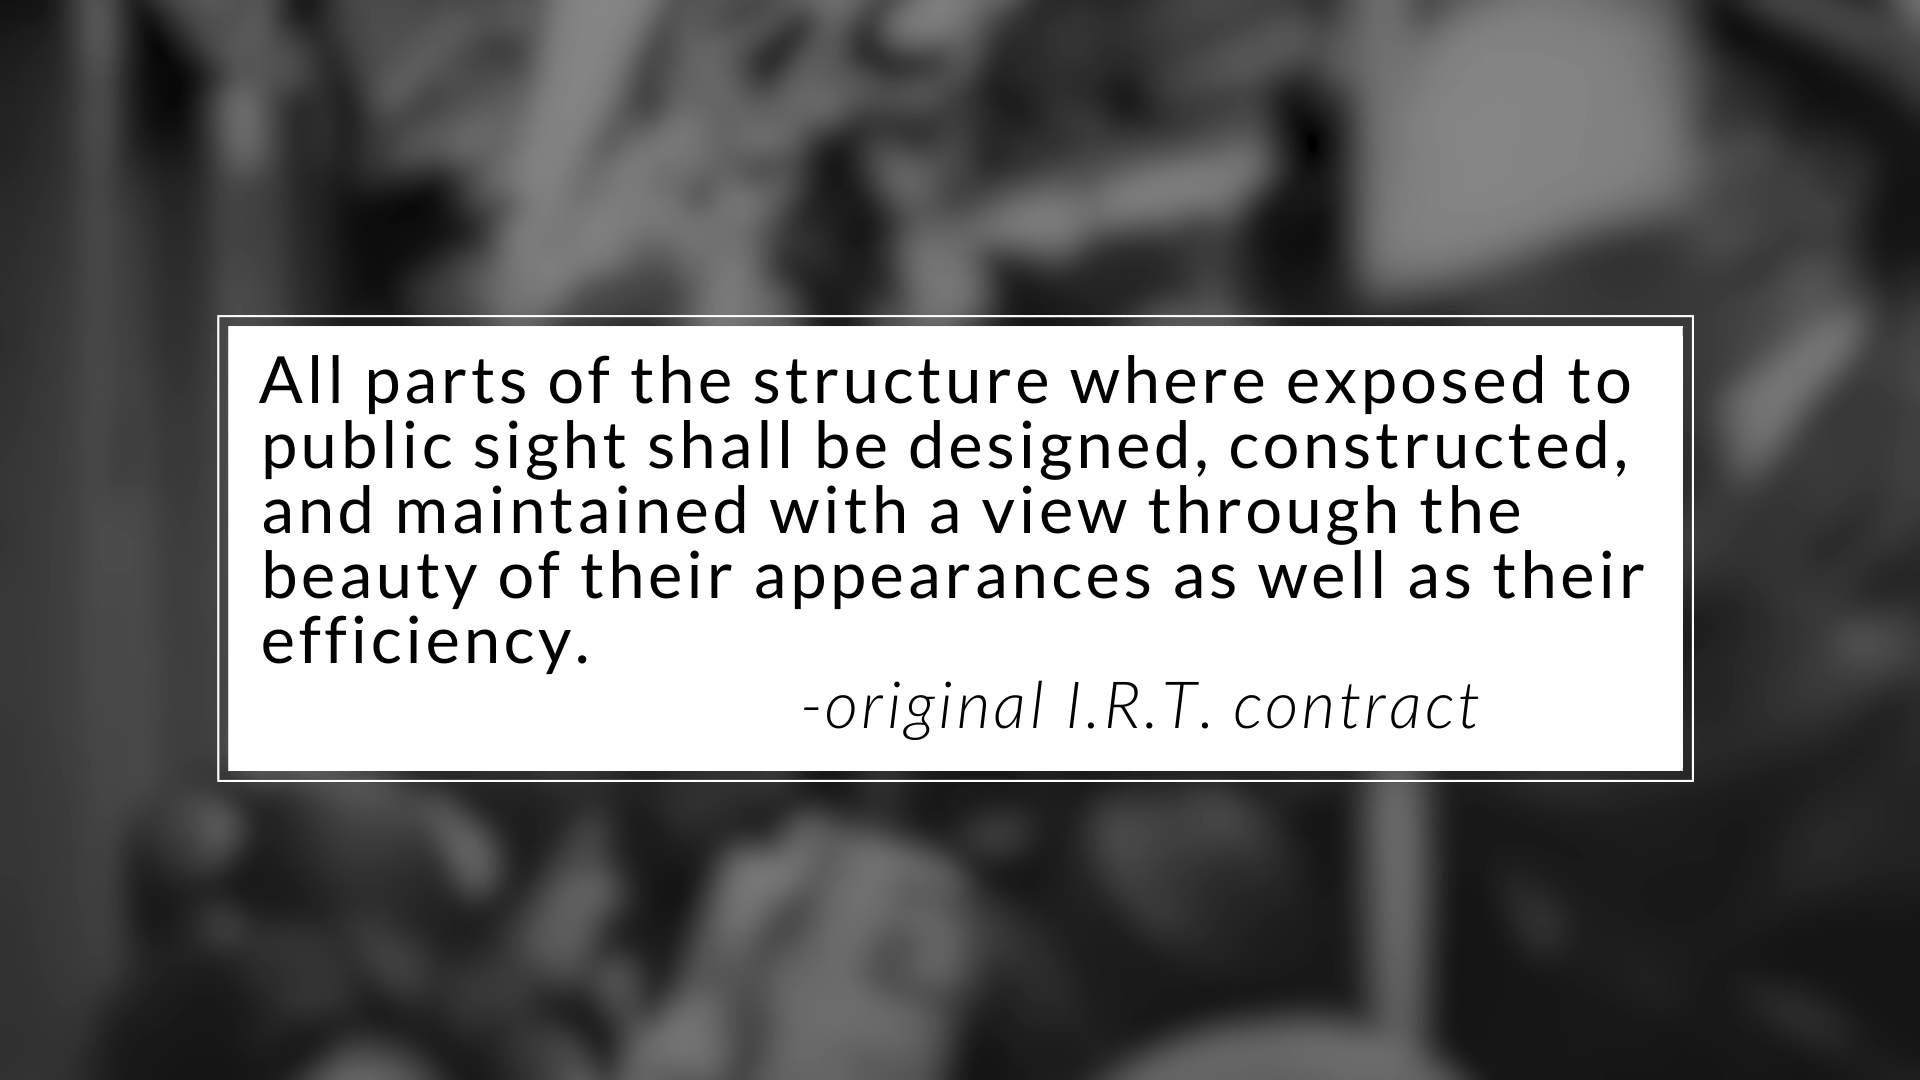 All parts of the structure where exposed to
public sight shall be designed, constructed,
and maintained with a view through the
beauty of their appearances as well as their
efficiency.
-original I.R.T. contract